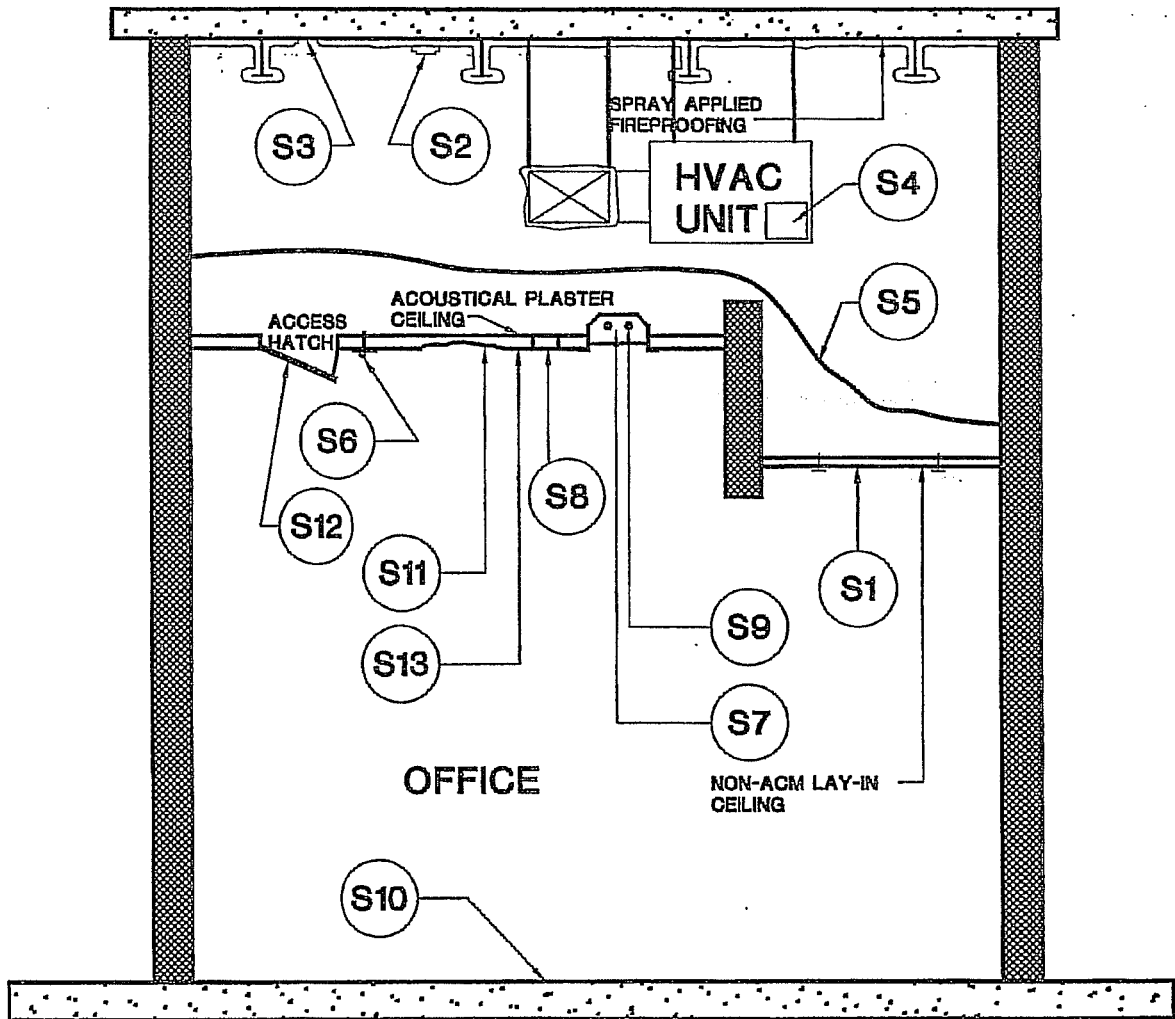 SPRAY APPLIED
FIREPROOFING
S3
S2
HVAC
UNIT
S4
S5
ACOUSTICAL PLASTER
CEILING
ACCESS
HATCH
S6
S8
S12
S11
S1
S9
S13
S7
OFFICE
NON-ACM LAY-IN
CEILING
S10